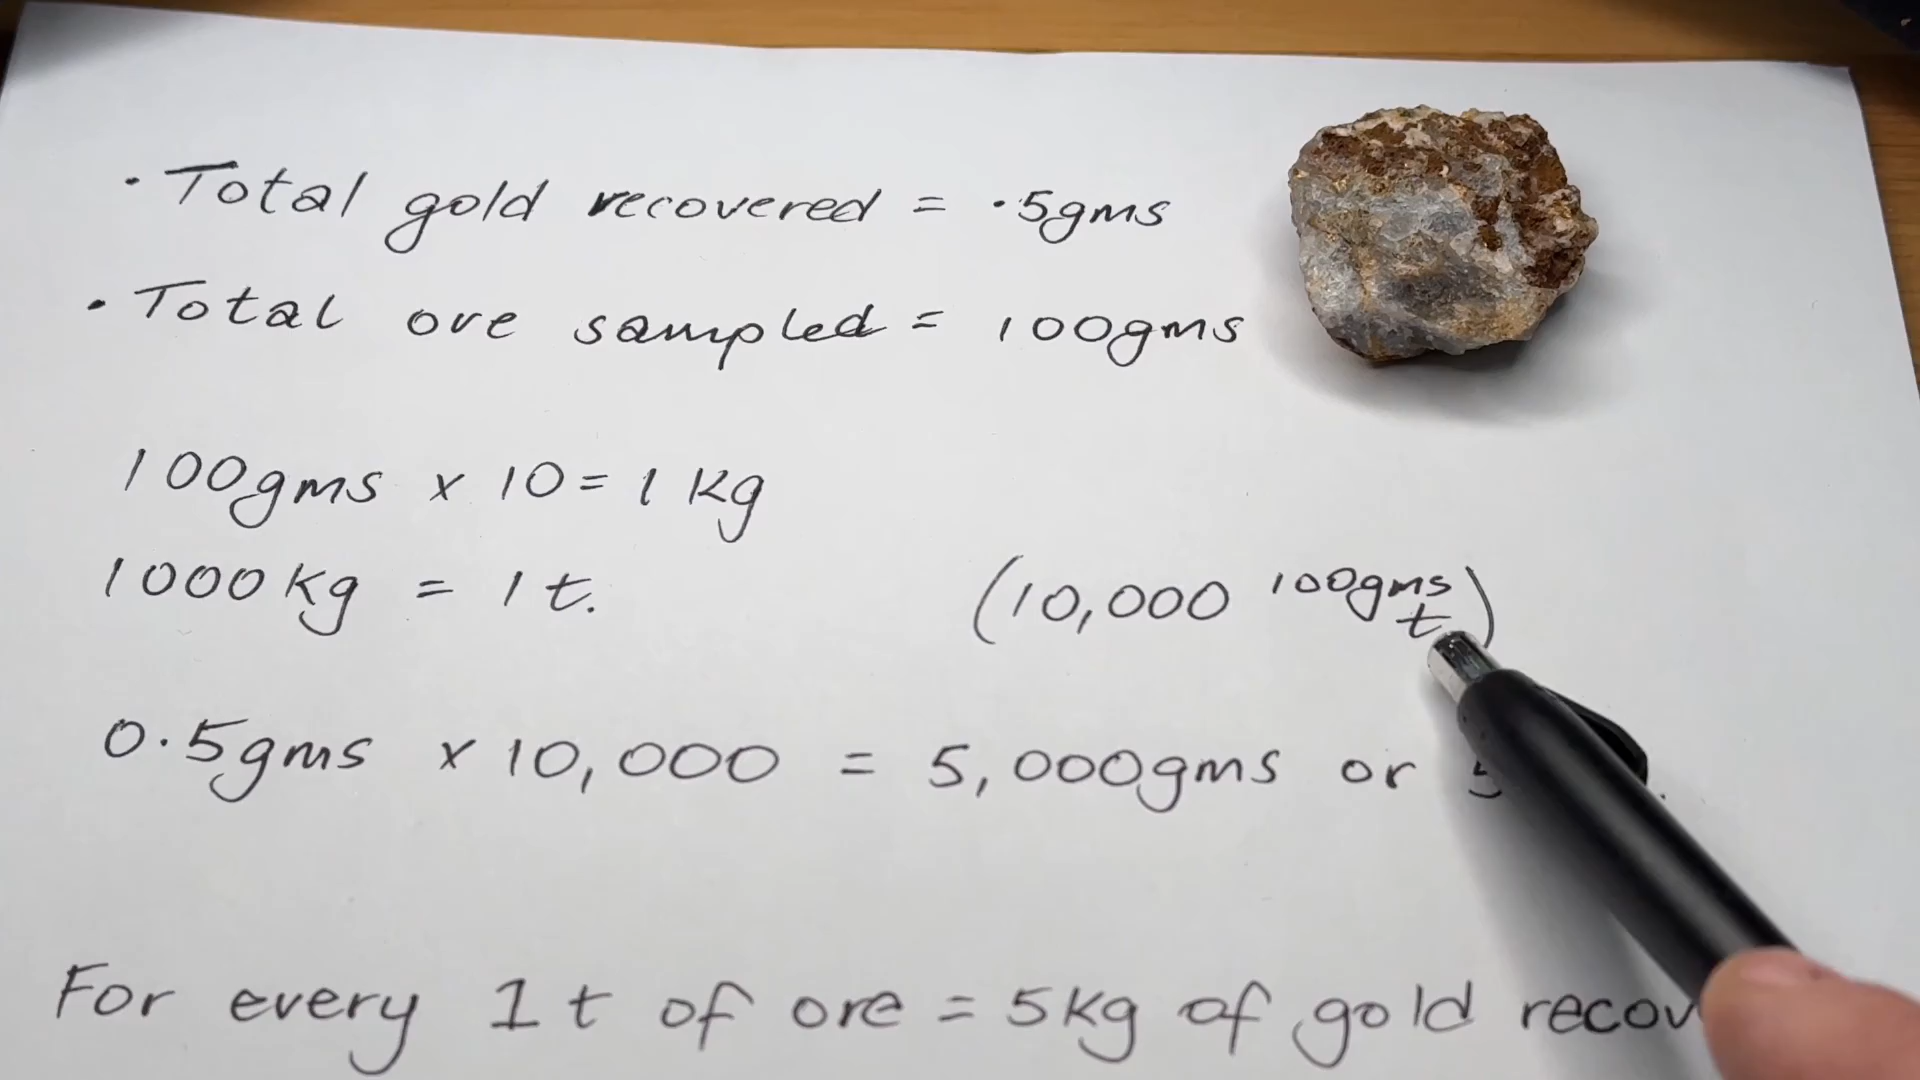 · Total gold recovered = .5gms
· Total ore sampled = 100gms
100gms x 10 = 1 Kg
1000 Kg = 1 t.
(10,000 100gms
t)
0.5gms x 10,000 = 5,000gms or 5
For every 1 t of ore = 5kg of gold